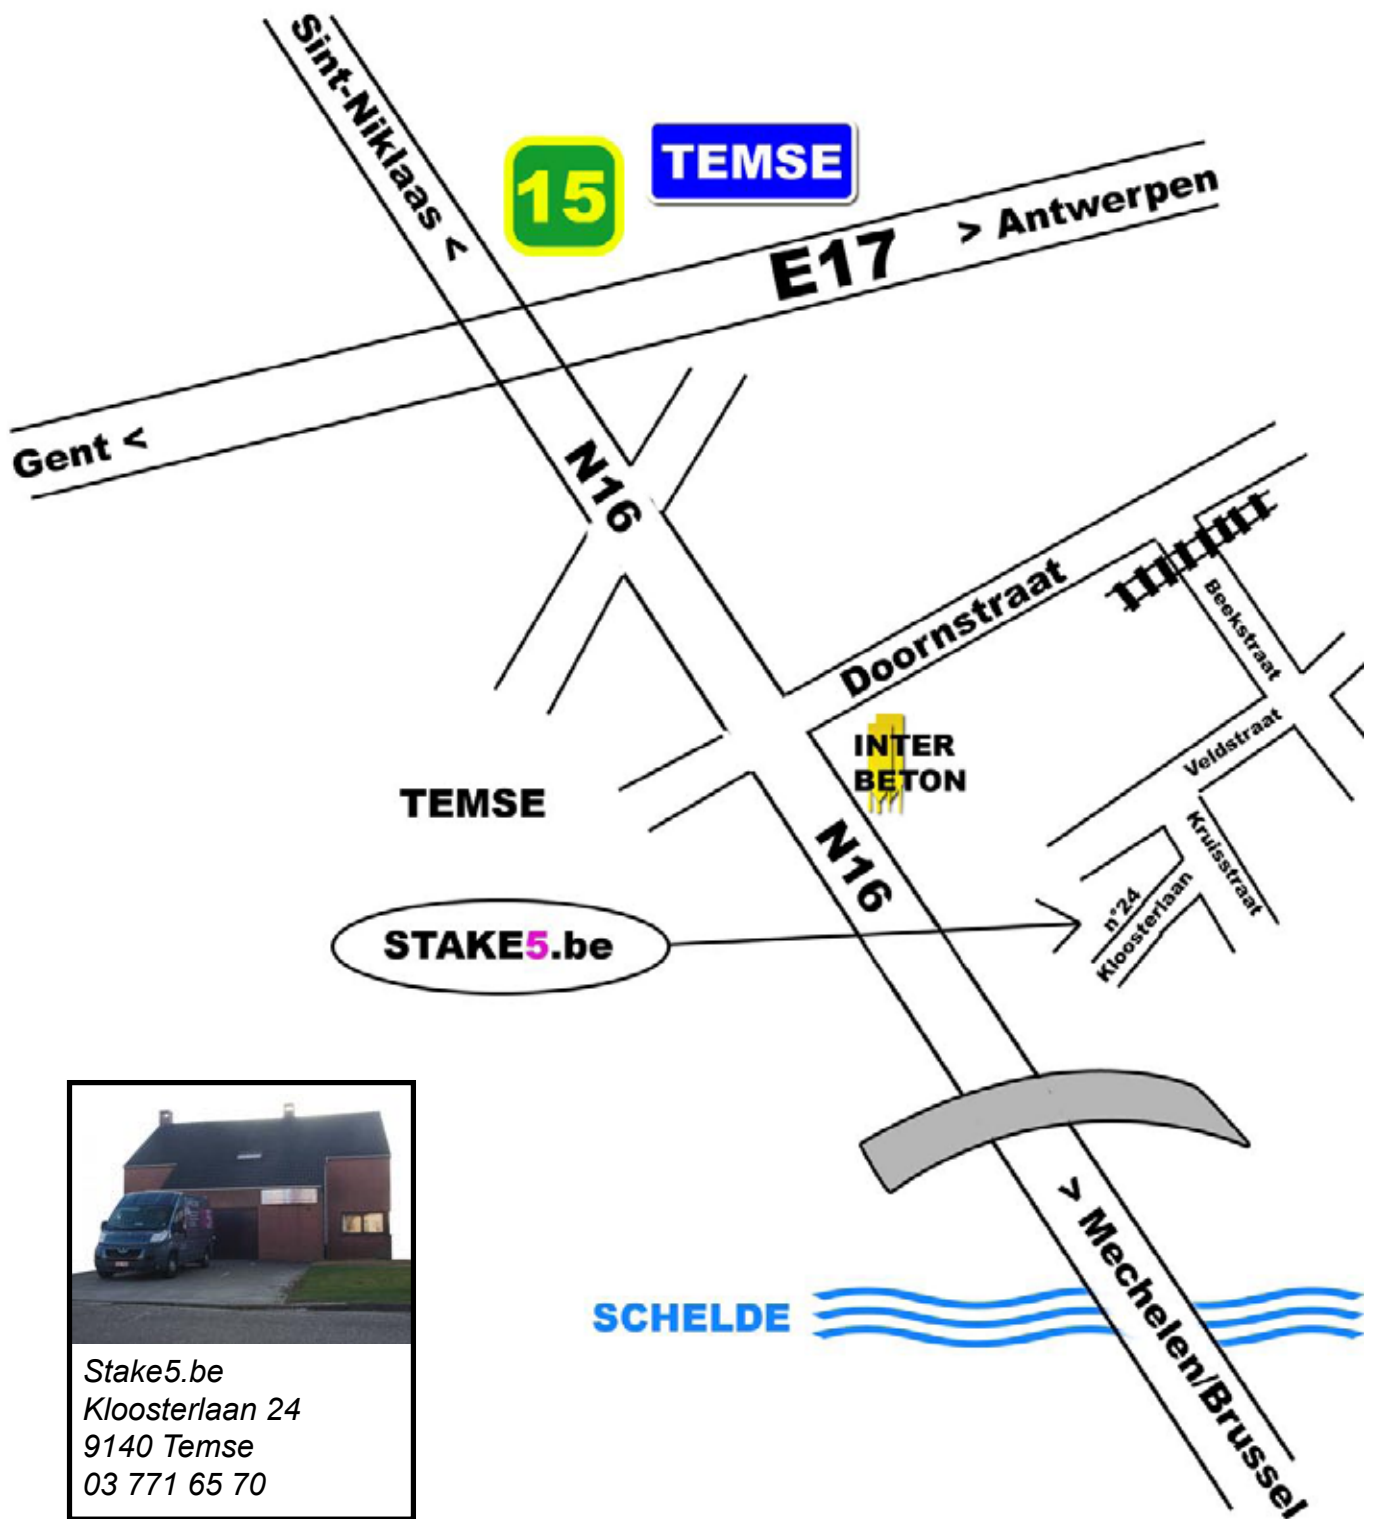 Sint-Niklaas <
15
TEMSE
E17
> Antwerpen
Gent <
N16
Doornstraat
Beekstraat
INTER
BETON
Veldstraat
TEMSE
N16
Kruisstraat
n°24
Kloosterlaan
STAKE5.be
> Mechelen/Brussel
SCHELDE
Stake5.be
Kloosterlaan 24
9140 Temse
03 771 65 70